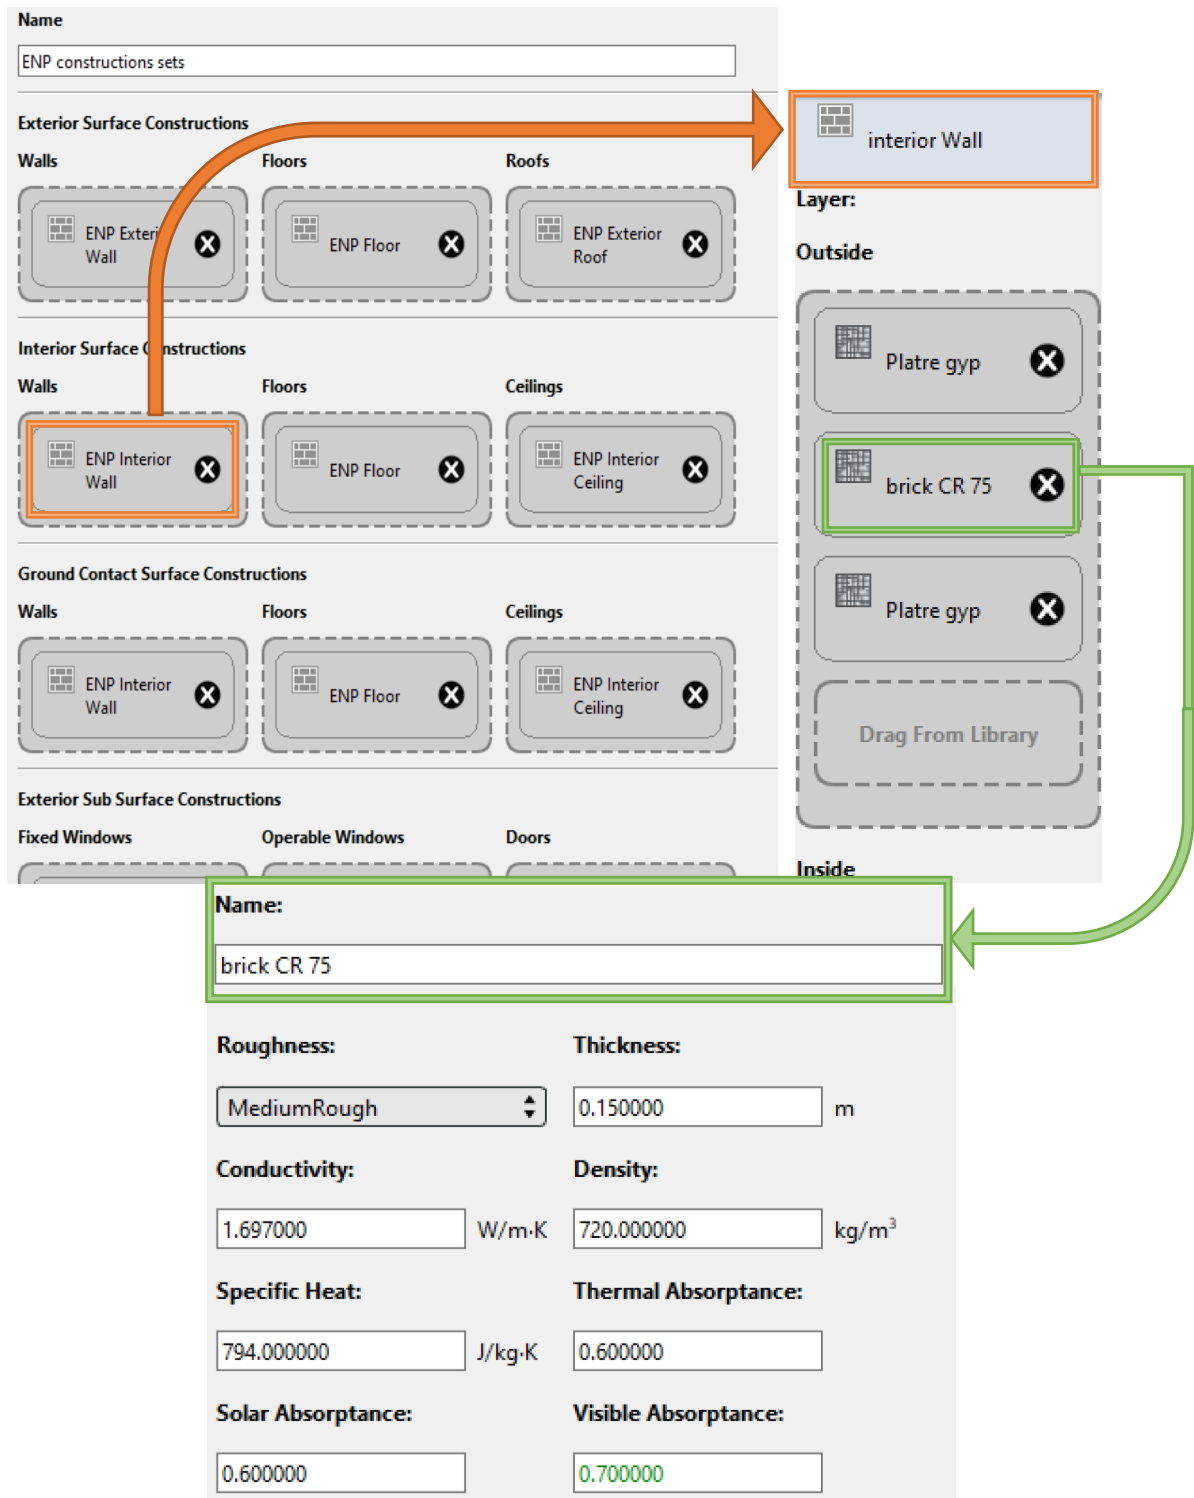 Name
ENP constructions sets
Exterior Surface Constructions
Walls
Floors
Roofs
ENP Exteri
Wall
ENP Floor
ENP Exterior
Roof
Interior Surface C nstructions
Walls
Floors
Ceilings
ENP Interior
Wall
ENP Floor
ENP Interior
Ceiling
Ground Contact Surface Constructions
Walls
Floors
Ceilings
ENP Interior
Wall
ENP Floor
ENP Interior
Ceiling
Exterior Sub Surface Constructions
Fixed Windows
Operable Windows
Doors
interior Wall
Layer:
Outside
Platre gyp
brick CR 75
Platre gyp
Drag From Library
Inside
Name:
brick CR 75
Roughness:
Thickness:
MediumRough
0.150000 m
Conductivity:
Density:
1.697000 W/m·K
720.000000 kg/m³
Specific Heat:
Thermal Absorptance:
794.000000 J/kg·K
0.600000
Solar Absorptance:
Visible Absorptance:
0.600000
0.700000